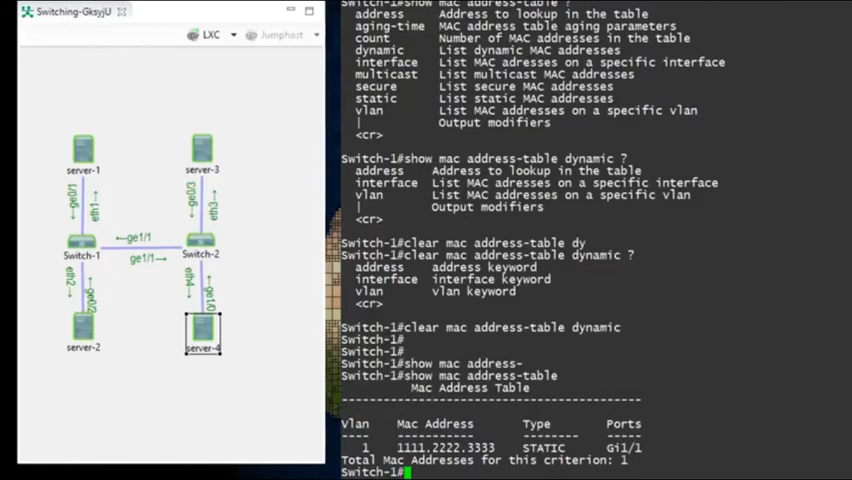 Switching-GksyjU
LXC
Jumphost
server-1
server-3
ge0/1
eth1
ge0/3
eth3
ge1/1
Switch-1
Switch-2
ge1/1
eth2
ge0/2
eth4
ge1/0
server-2
server-4
Switch-1#show mac address-table ?
address Address to lookup in the table
aging-time MAC address table aging parameters
count Number of MAC addresses in the table
dynamic List dynamic MAC addresses
interface List MAC adresses on a specific interface
multicast List multicast MAC addresses
secure List secure MAC addresses
static List static MAC addresses
vlan List MAC addresses on a specific vlan
| Output modifiers
<cr>
Switch-1#show mac address-table dynamic ?
address Address to lookup in the table
interface List MAC adresses on a specific interface
vlan List MAC addresses on a specific vlan
| Output modifiers
<cr>
Switch-1#clear mac address-table dy
Switch-1#clear mac address-table dynamic ?
address address keyword
interface interface keyword
vlan vlan keyword
<cr>
Switch-1#clear mac address-table dynamic
Switch-1#
Switch-1#
Switch-1#show mac address-
Switch-1#show mac address-table
Mac Address Table
-------------------------------------------
Vlan Mac Address Type Ports
---- ----------- -------- -----
1 1111.2222.3333 STATIC Gi1/1
Total Mac Addresses for this criterion: 1
Switch-1#